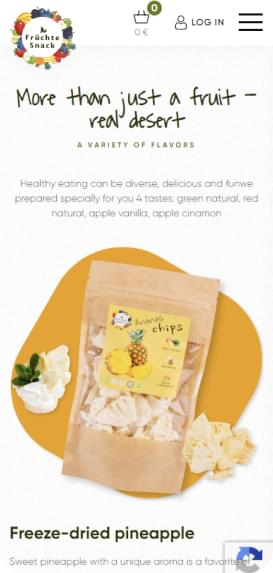 0
Früchte
Snack
0 €
LOG IN
More than just a fruit –
real desert
A VARIETY OF FLAVORS
Healthy eating can be diverse, delicious and funwe
prepared specially for you 4 tastes: green natural, red
natural, apple vanilla, apple cinamon
Ananas
chips
Freeze-dried pineapple
Sweet pineapple with a unique aroma is a favorite of